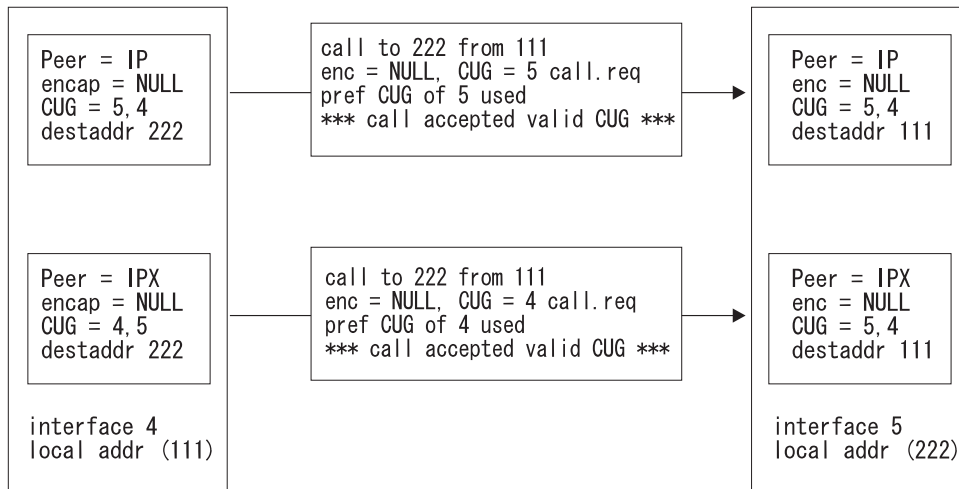 Peer = IP
encap = NULL
CUG = 5,4
destaddr 222
call to 222 from 111
enc = NULL, CUG = 5 call.req
pref CUG of 5 used
*** call accepted valid CUG ***
Peer = IP
enc = NULL
CUG = 5,4
destaddr 111
Peer = IPX
encap = NULL
CUG = 4,5
destaddr 222
call to 222 from 111
enc = NULL, CUG = 4 call.req
pref CUG of 4 used
*** call accepted valid CUG ***
Peer = IPX
enc = NULL
CUG = 5,4
destaddr 111
interface 4
local addr (111)
interface 5
local addr (222)